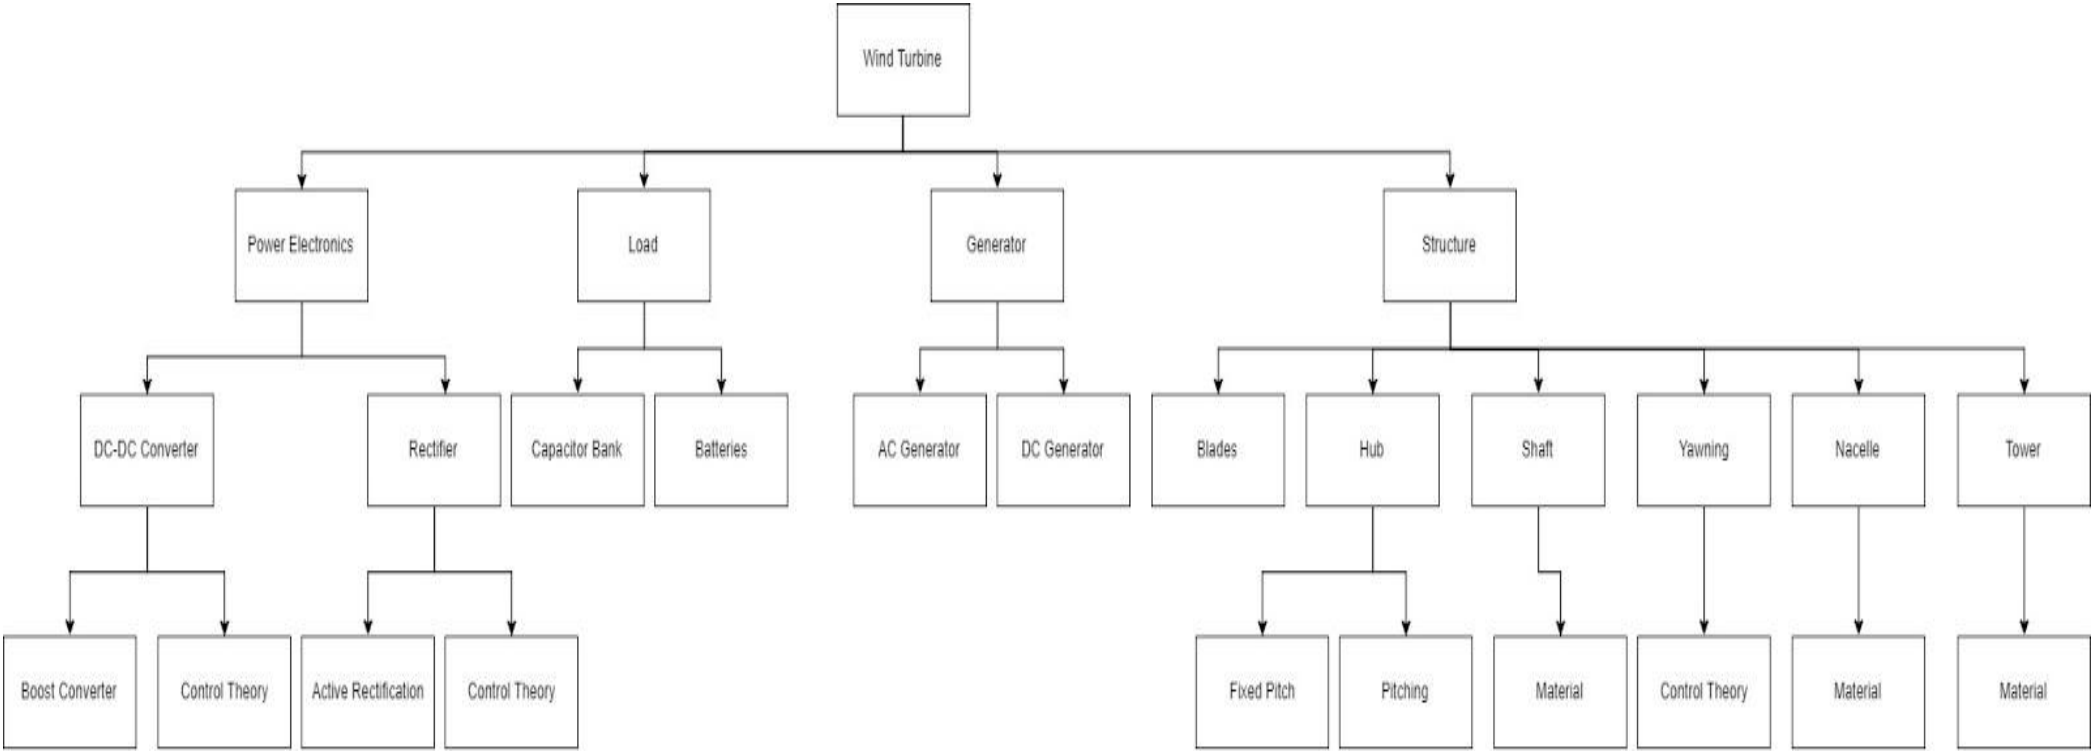 Wind Turbine
Power Electronics
Load
Generator
Structure
DC-DC Converter
Rectifier
Capacitor Bank
Batteries
AC Generator
DC Generator
Blades
Hub
Shaft
Yawning
Nacelle
Tower
Boost Converter
Control Theory
Active Rectification
Control Theory
Fixed Pitch
Pitching
Material
Control Theory
Material
Material